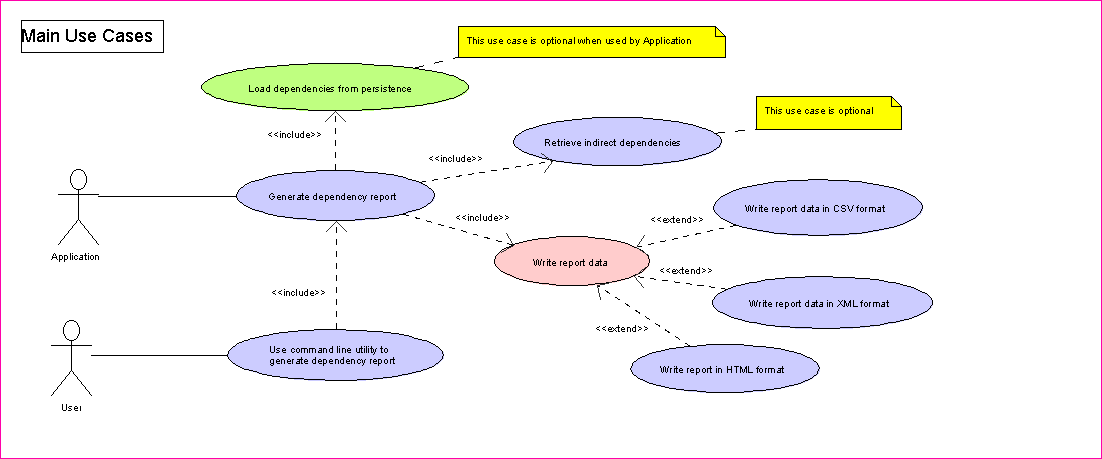 Main Use Cases
This use case is optional when used by Application
Load dependencies from persistence
This use case is optional
<<include>>
Retrieve indirect dependencies
<<include>>
Generate dependency report
Write report data in CSV format
<<include>>
<<extend>>
Application
Write report data
<<extend>>
<<include>>
Write report data in XML format
<<extend>>
Use command line utility to
generate dependency report
Write report in HTML format
User